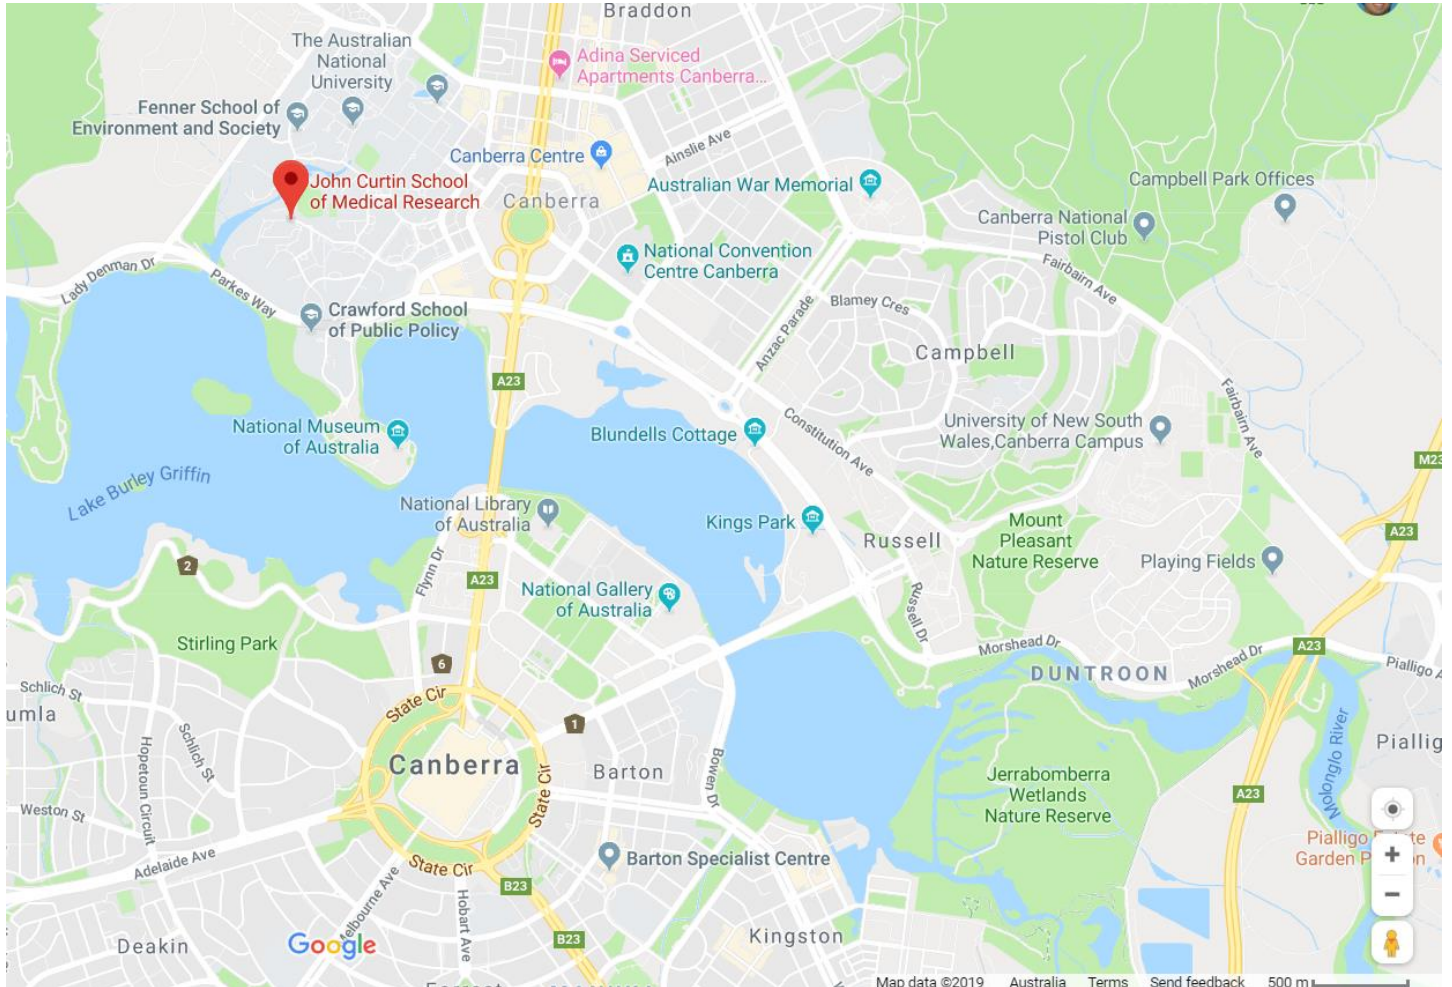 Braddon
The Australian
National
University
Adina Serviced
Apartments Canberra...
Fenner School of
Environment and Society
Canberra Centre
Ainslie Ave
John Curtin School
of Medical Research
Canberra
Australian War Memorial
Campbell Park Offices
Canberra National
Pistol Club
National Convention
Centre Canberra
Lady Denman Dr
Parkes Way
Fairbairn Ave
Crawford School
of Public Policy
Blamey Cres
Anzac Parade
Campbell
A23
Fairbairn Ave
National Museum
of Australia
Blundells Cottage
Constitution Ave
University of New South
Wales,Canberra Campus
M23
Lake Burley Griffin
National Library
of Australia
Kings Park
Russell
Mount
Pleasant
Nature Reserve
A23
Playing Fields
2
Flynn Dr
A23
National Gallery
of Australia
Russell Dr
Stirling Park
6
Morshead Dr
A23
DUNTROON
Morshead Dr
Pialligo A
Schlich St
umla
State Cir
1
Hopetoun Circuit
Schlich St
Canberra
State Cir
Barton
Bowen Dr
Molonglo River
Piallig
Jerrabomberra
Wetlands
Nature Reserve
A23
Weston St
Adelaide Ave
State Cir
Barton Specialist Centre
Pialligo
Garden
B23
Melbourne Ave
Hobart Ave
B23
Deakin
Google
Kingston
Map data ©2019 Australia Terms Send feedback 500 m